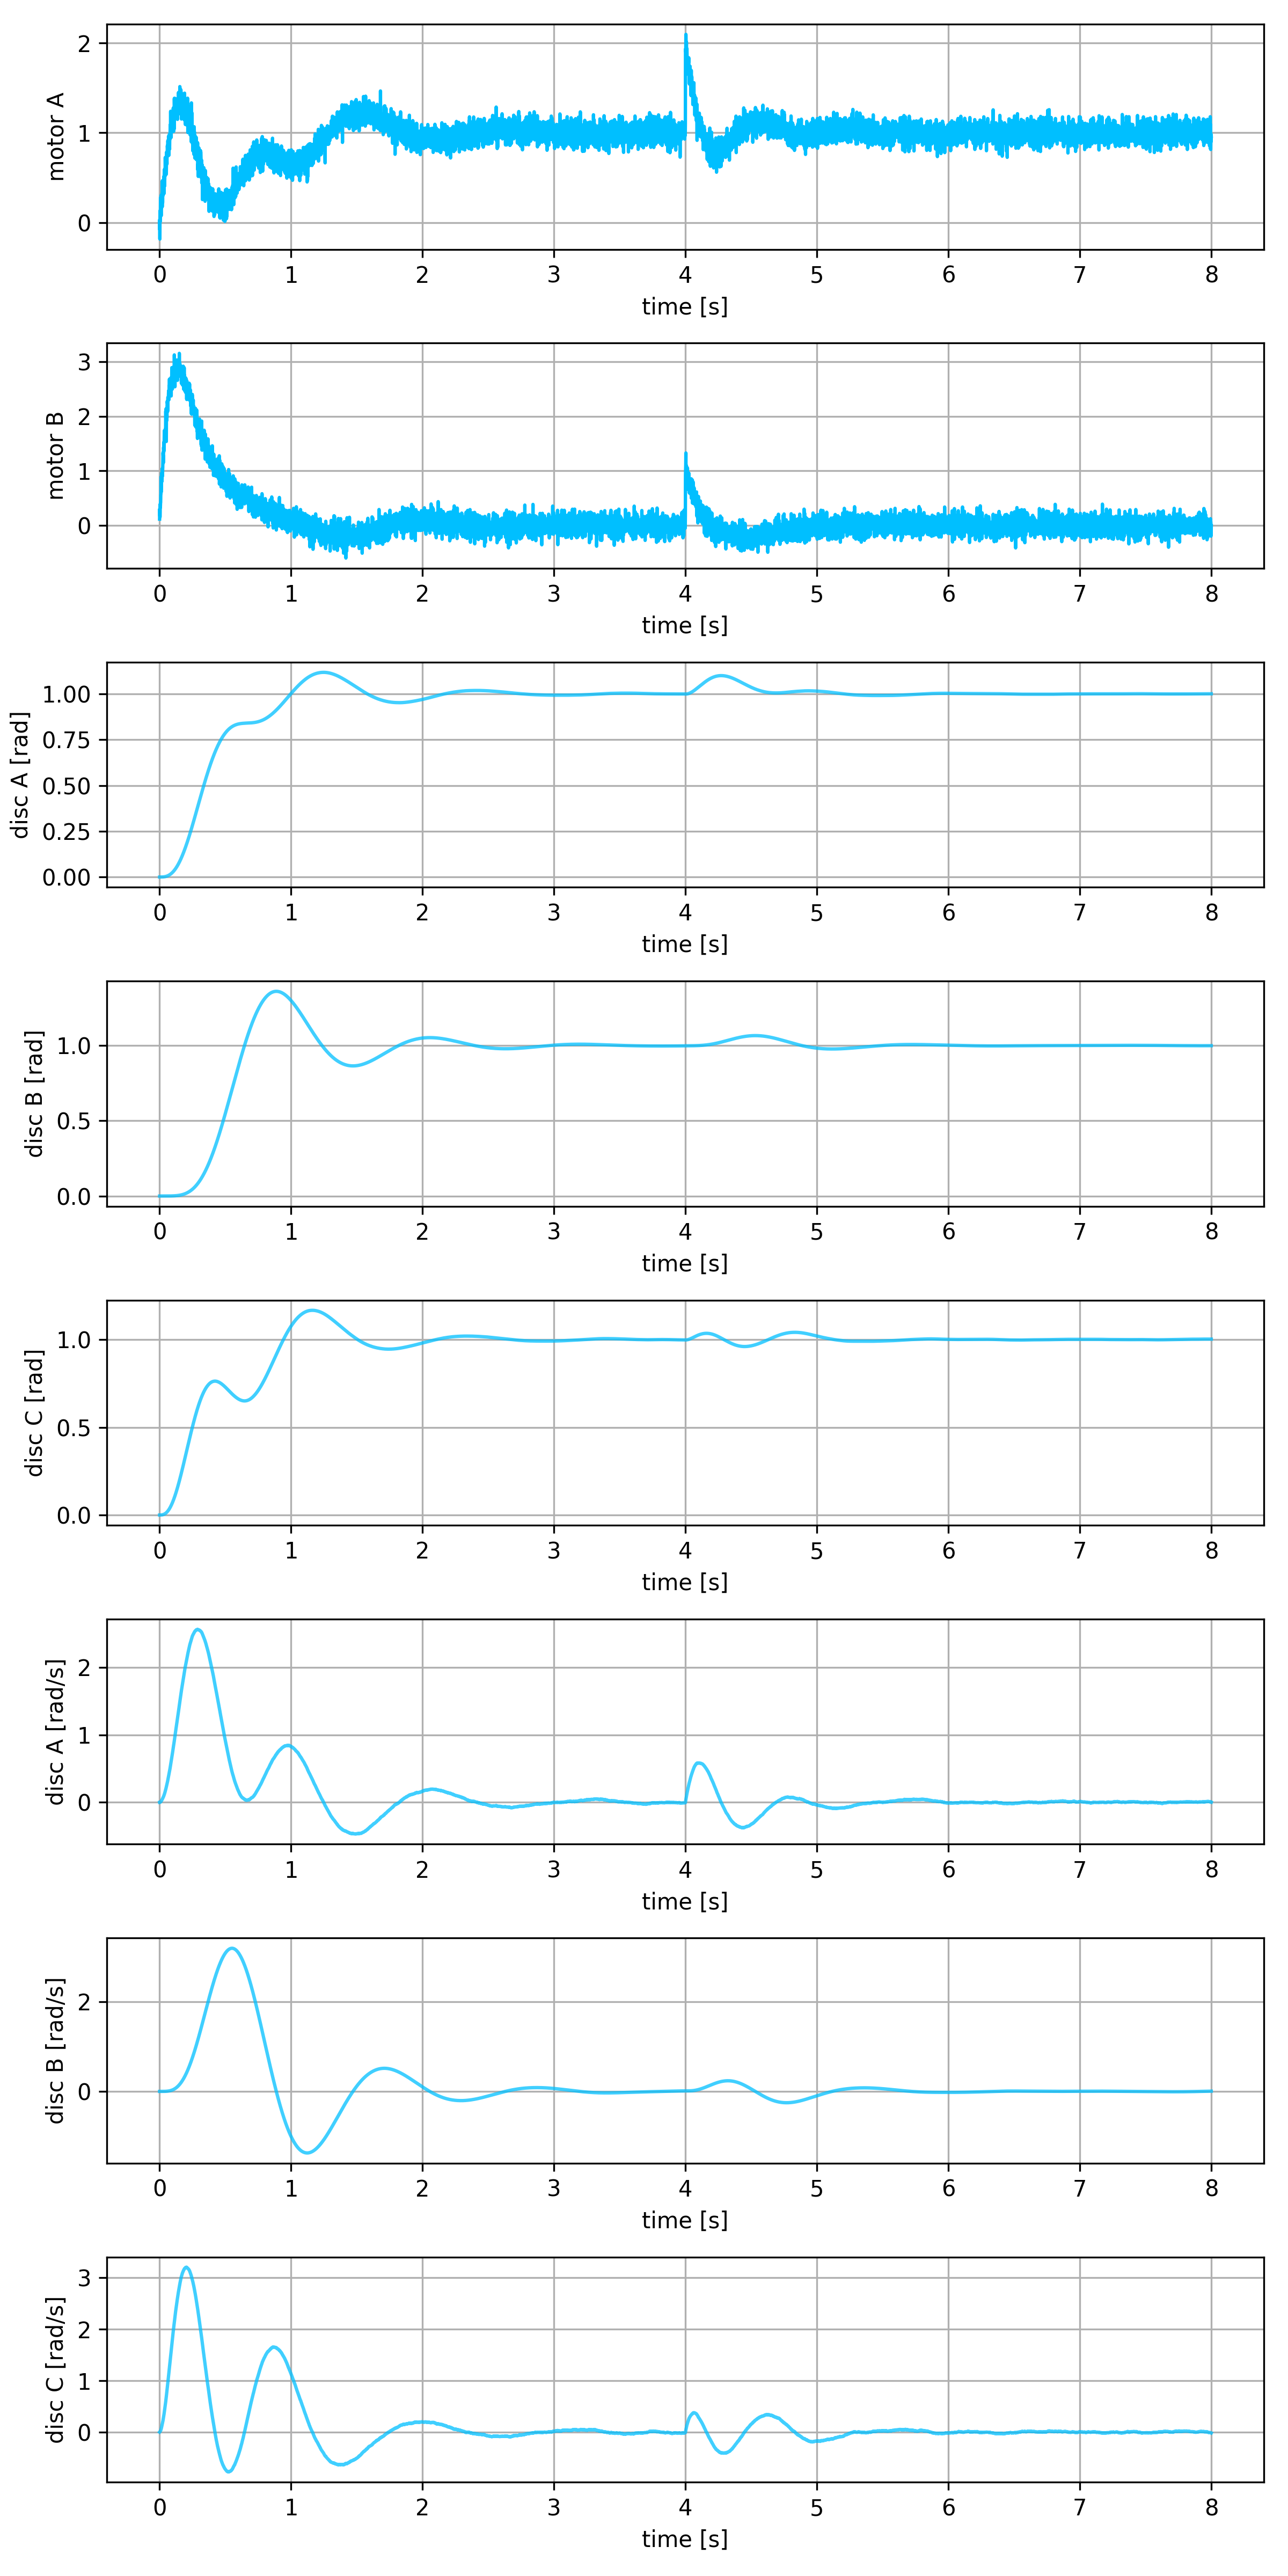 motor A
2
1
0
0 1 2 3 4 5 6 7 8
time [s]
motor B
3
2
1
0
0 1 2 3 4 5 6 7 8
time [s]
disc A [rad]
1.00
0.75
0.50
0.25
0.00
0 1 2 3 4 5 6 7 8
time [s]
disc B [rad]
1.0
0.5
0.0
0 1 2 3 4 5 6 7 8
time [s]
disc C [rad]
1.0
0.5
0.0
0 1 2 3 4 5 6 7 8
time [s]
disc A [rad/s]
2
1
0
0 1 2 3 4 5 6 7 8
time [s]
disc B [rad/s]
2
0
0 1 2 3 4 5 6 7 8
time [s]
disc C [rad/s]
3
2
1
0
0 1 2 3 4 5 6 7 8
time [s]